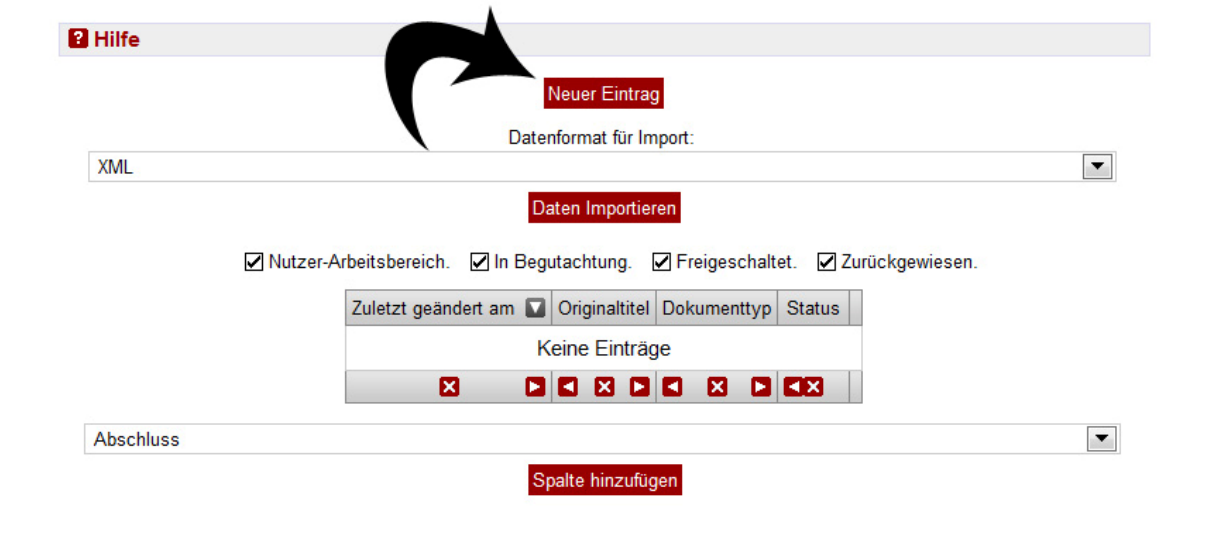 Hilfe
Neuer Eintrag
Datenformat für Import:
XML
Daten Importieren
Nutzer-Arbeitsbereich. In Begutachtung. Freigeschaltet. Zurückgewiesen.
Zuletzt geändert am Originaltitel Dokumenttyp Status
Keine Einträge
Abschluss
Spalte hinzufügen